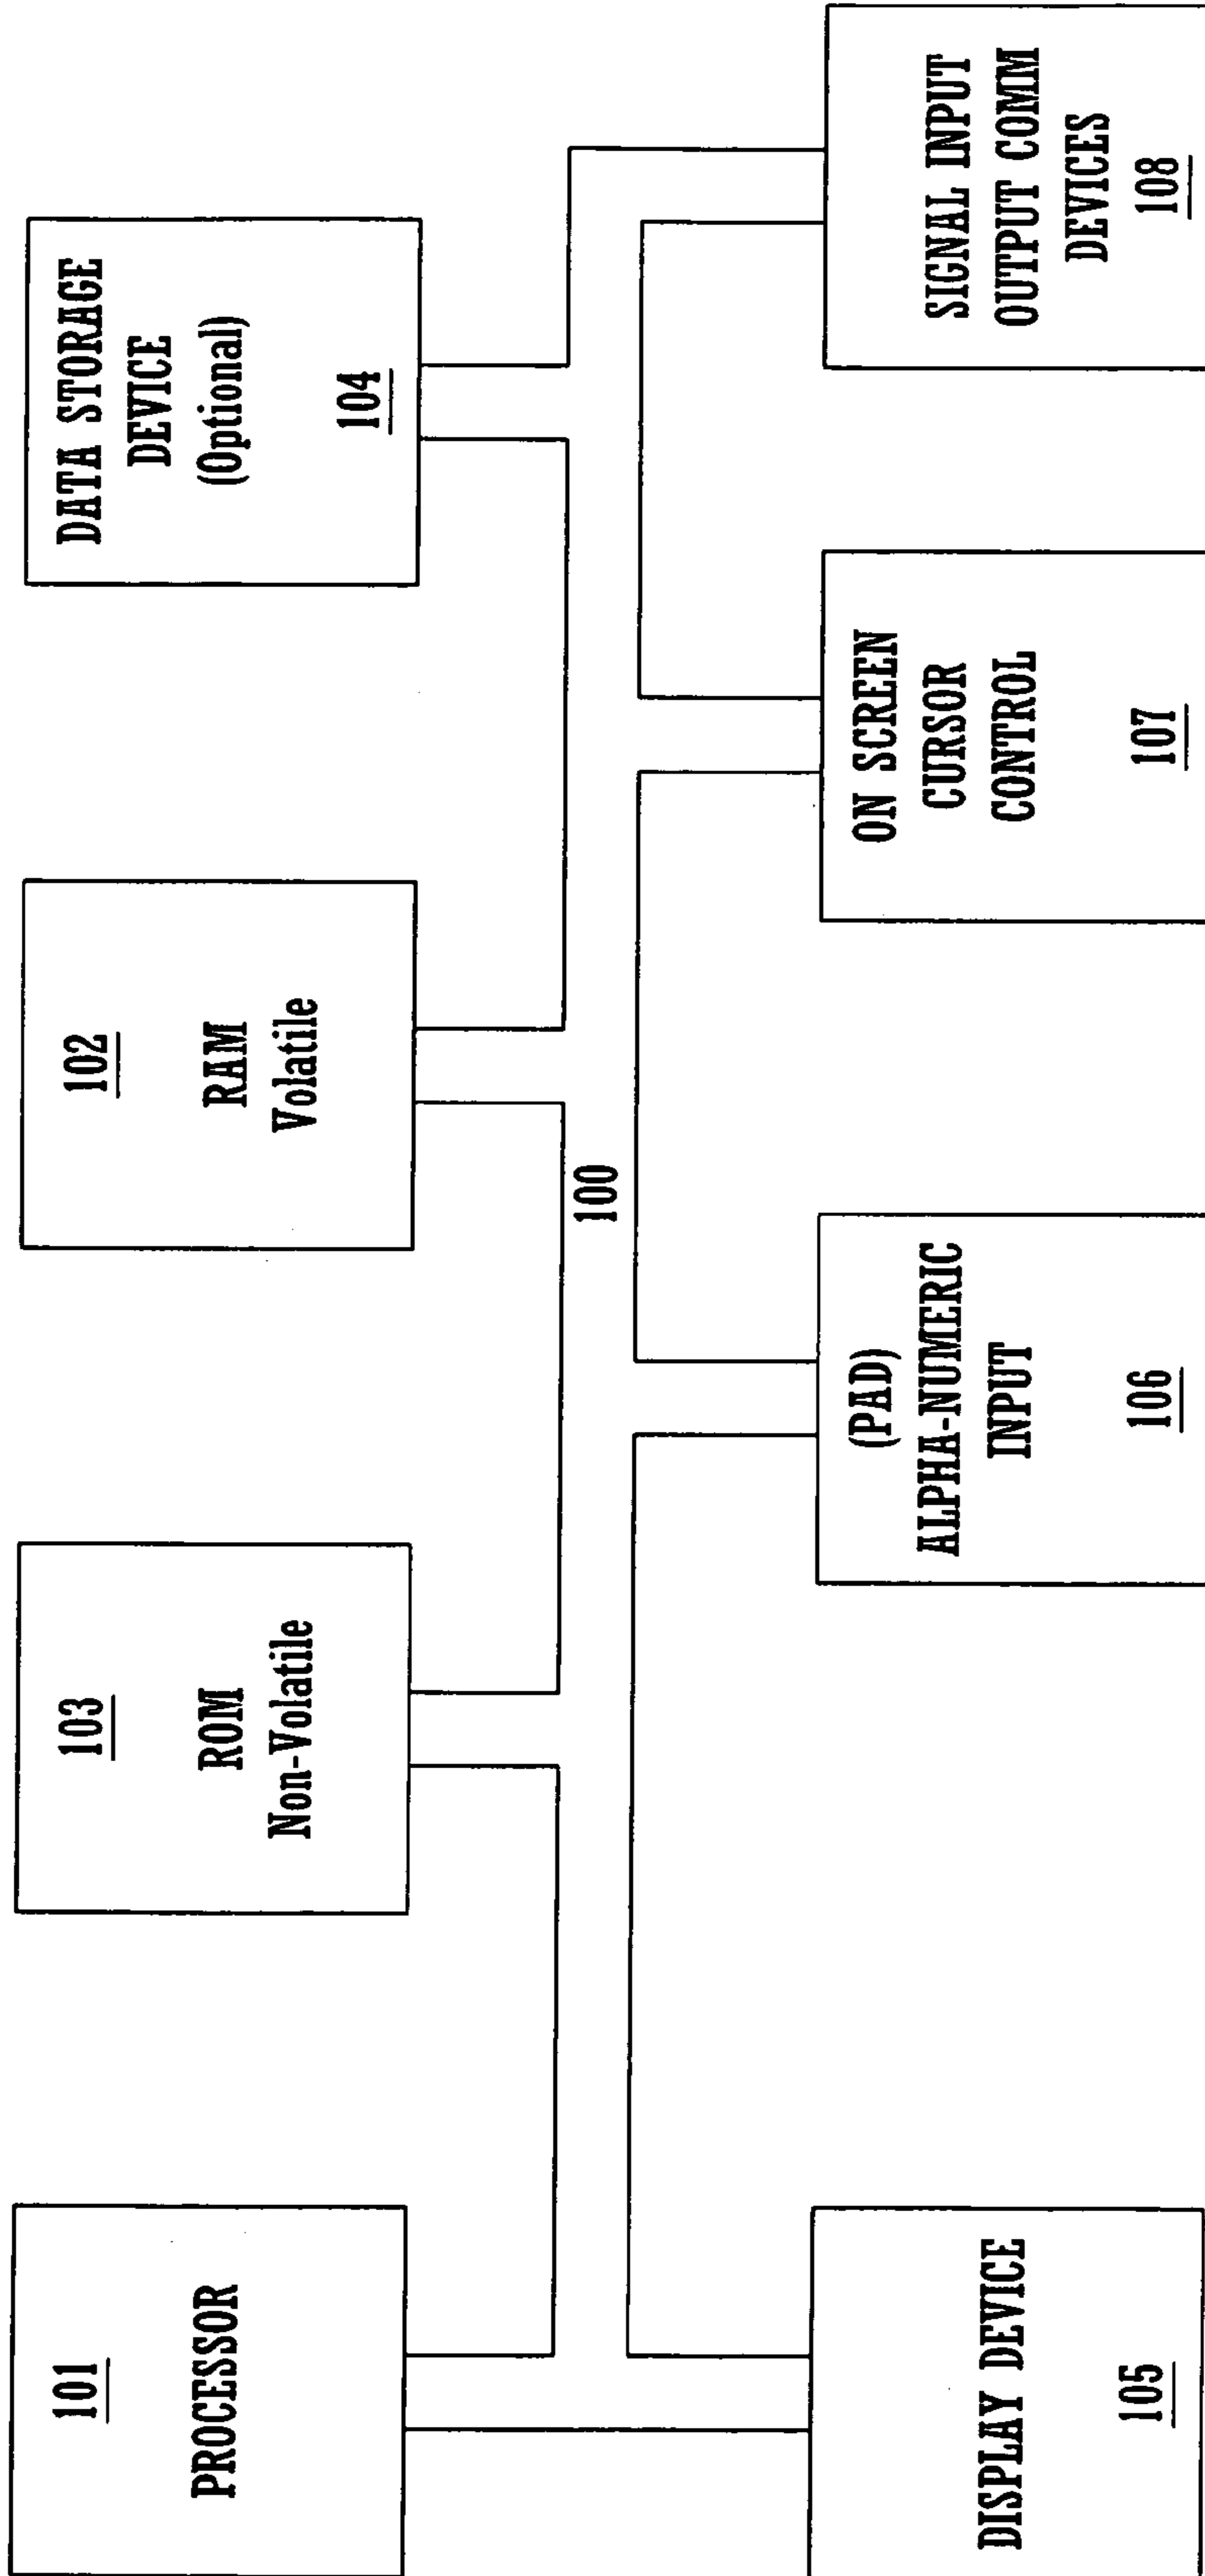 101
PROCESSOR
103
ROM
Non-Volatile
102
RAM
Volatile
DATA STORAGE
DEVICE
(Optional)
104
100
DISPLAY DEVICE
105
(PAD)
ALPHA-NUMERIC
INPUT
106
ON SCREEN
CURSOR
CONTROL
107
SIGNAL INPUT
OUTPUT COMM
DEVICES
108